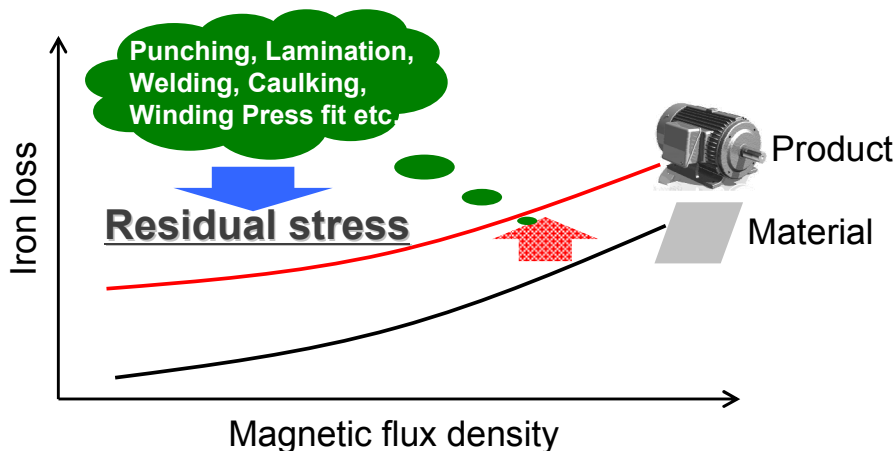 Punching, Lamination,
Welding, Caulking,
Winding Press fit etc.
Residual stress
Product
Material
Iron loss
Magnetic flux density